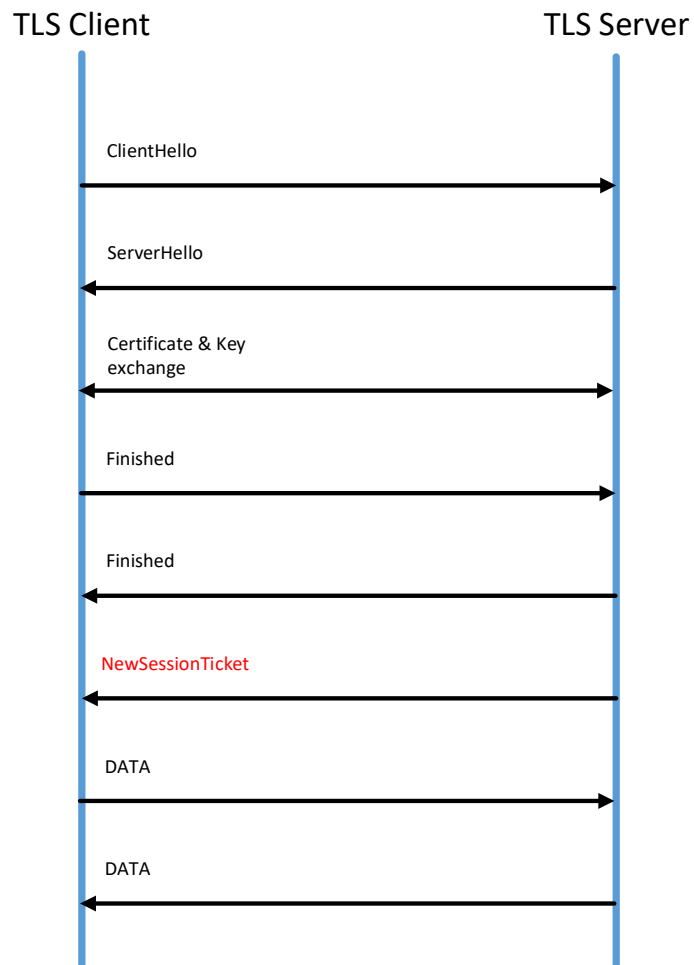 TLS Client
TLS Server
ClientHello
ServerHello
Certificate & Key
exchange
Finished
Finished
NewSessionTicket
DATA
DATA